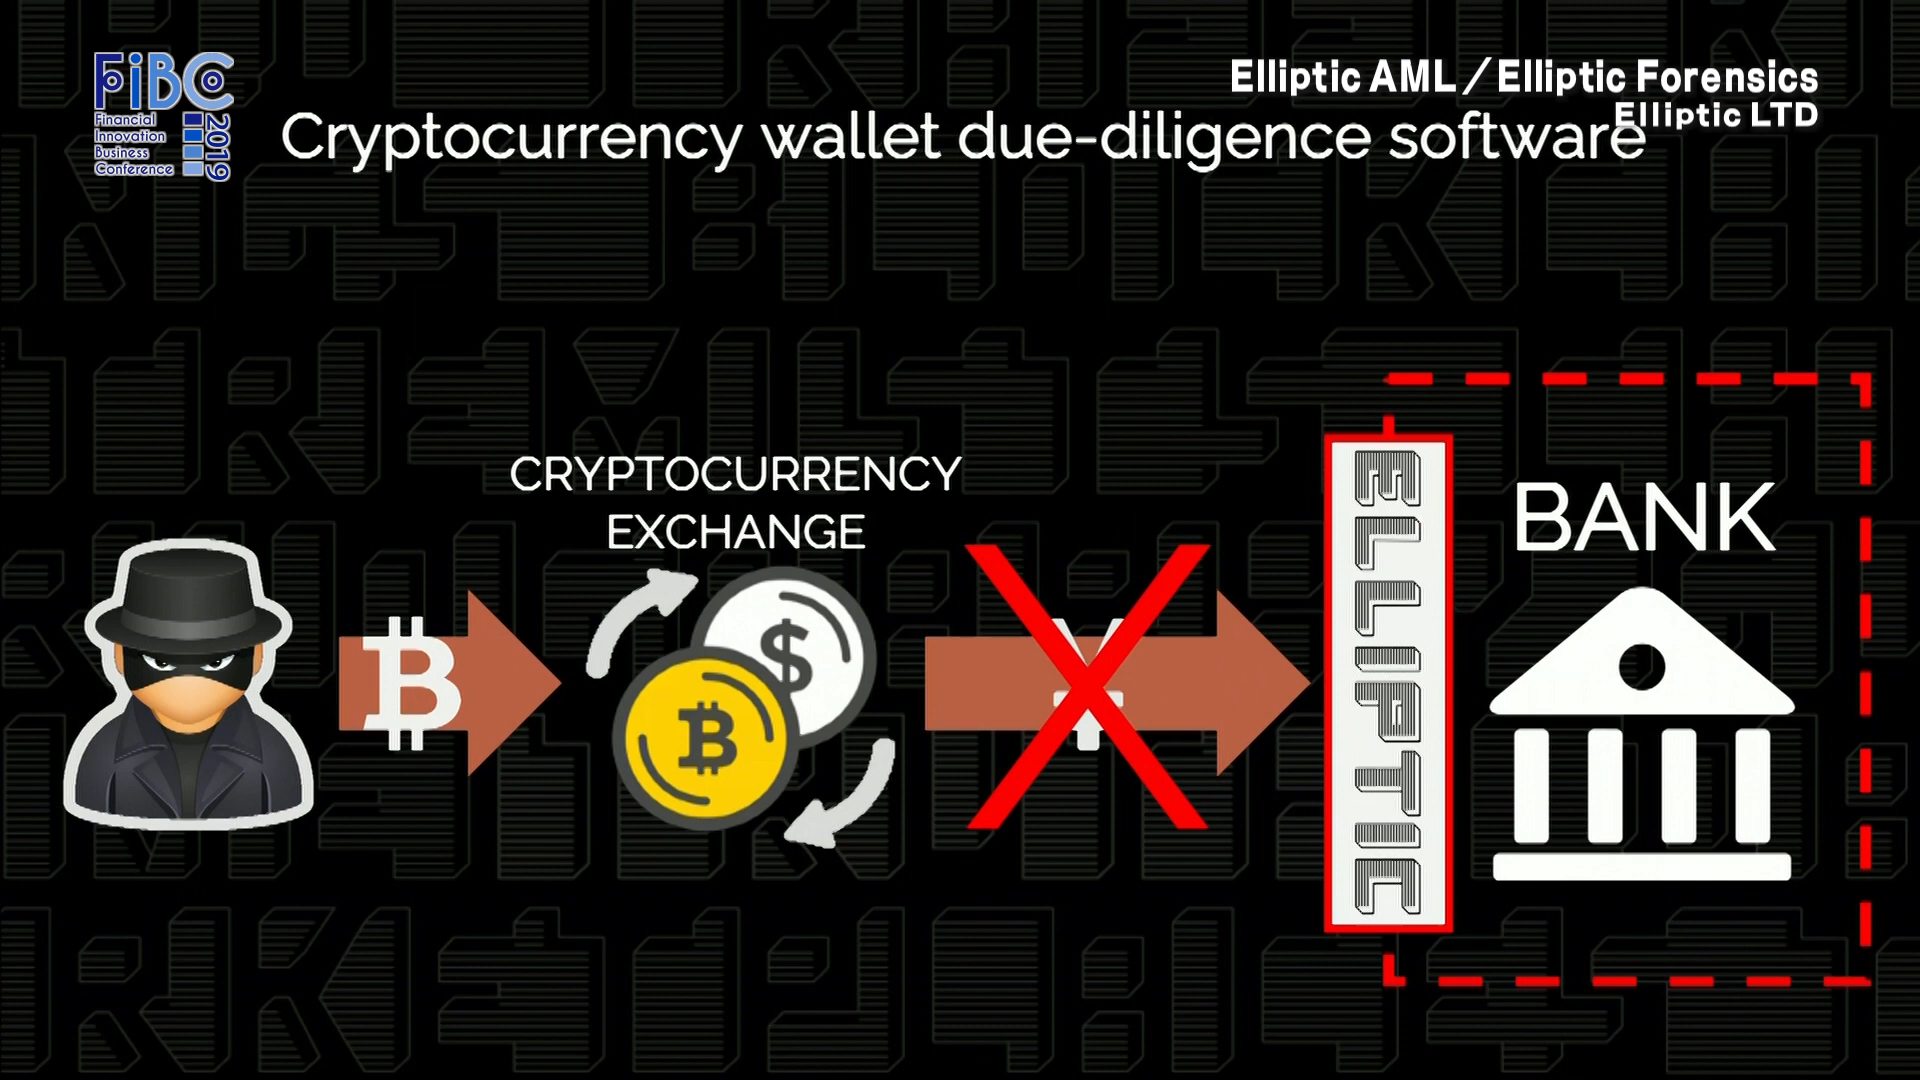 FiBC 2019
Financial
Innovation
Business
Conference
Elliptic AML / Elliptic Forensics
Elliptic LTD
Cryptocurrency wallet due-diligence software
CRYPTOCURRENCY
EXCHANGE
₿
$
₿
¥
ELLIPTIC
BANK